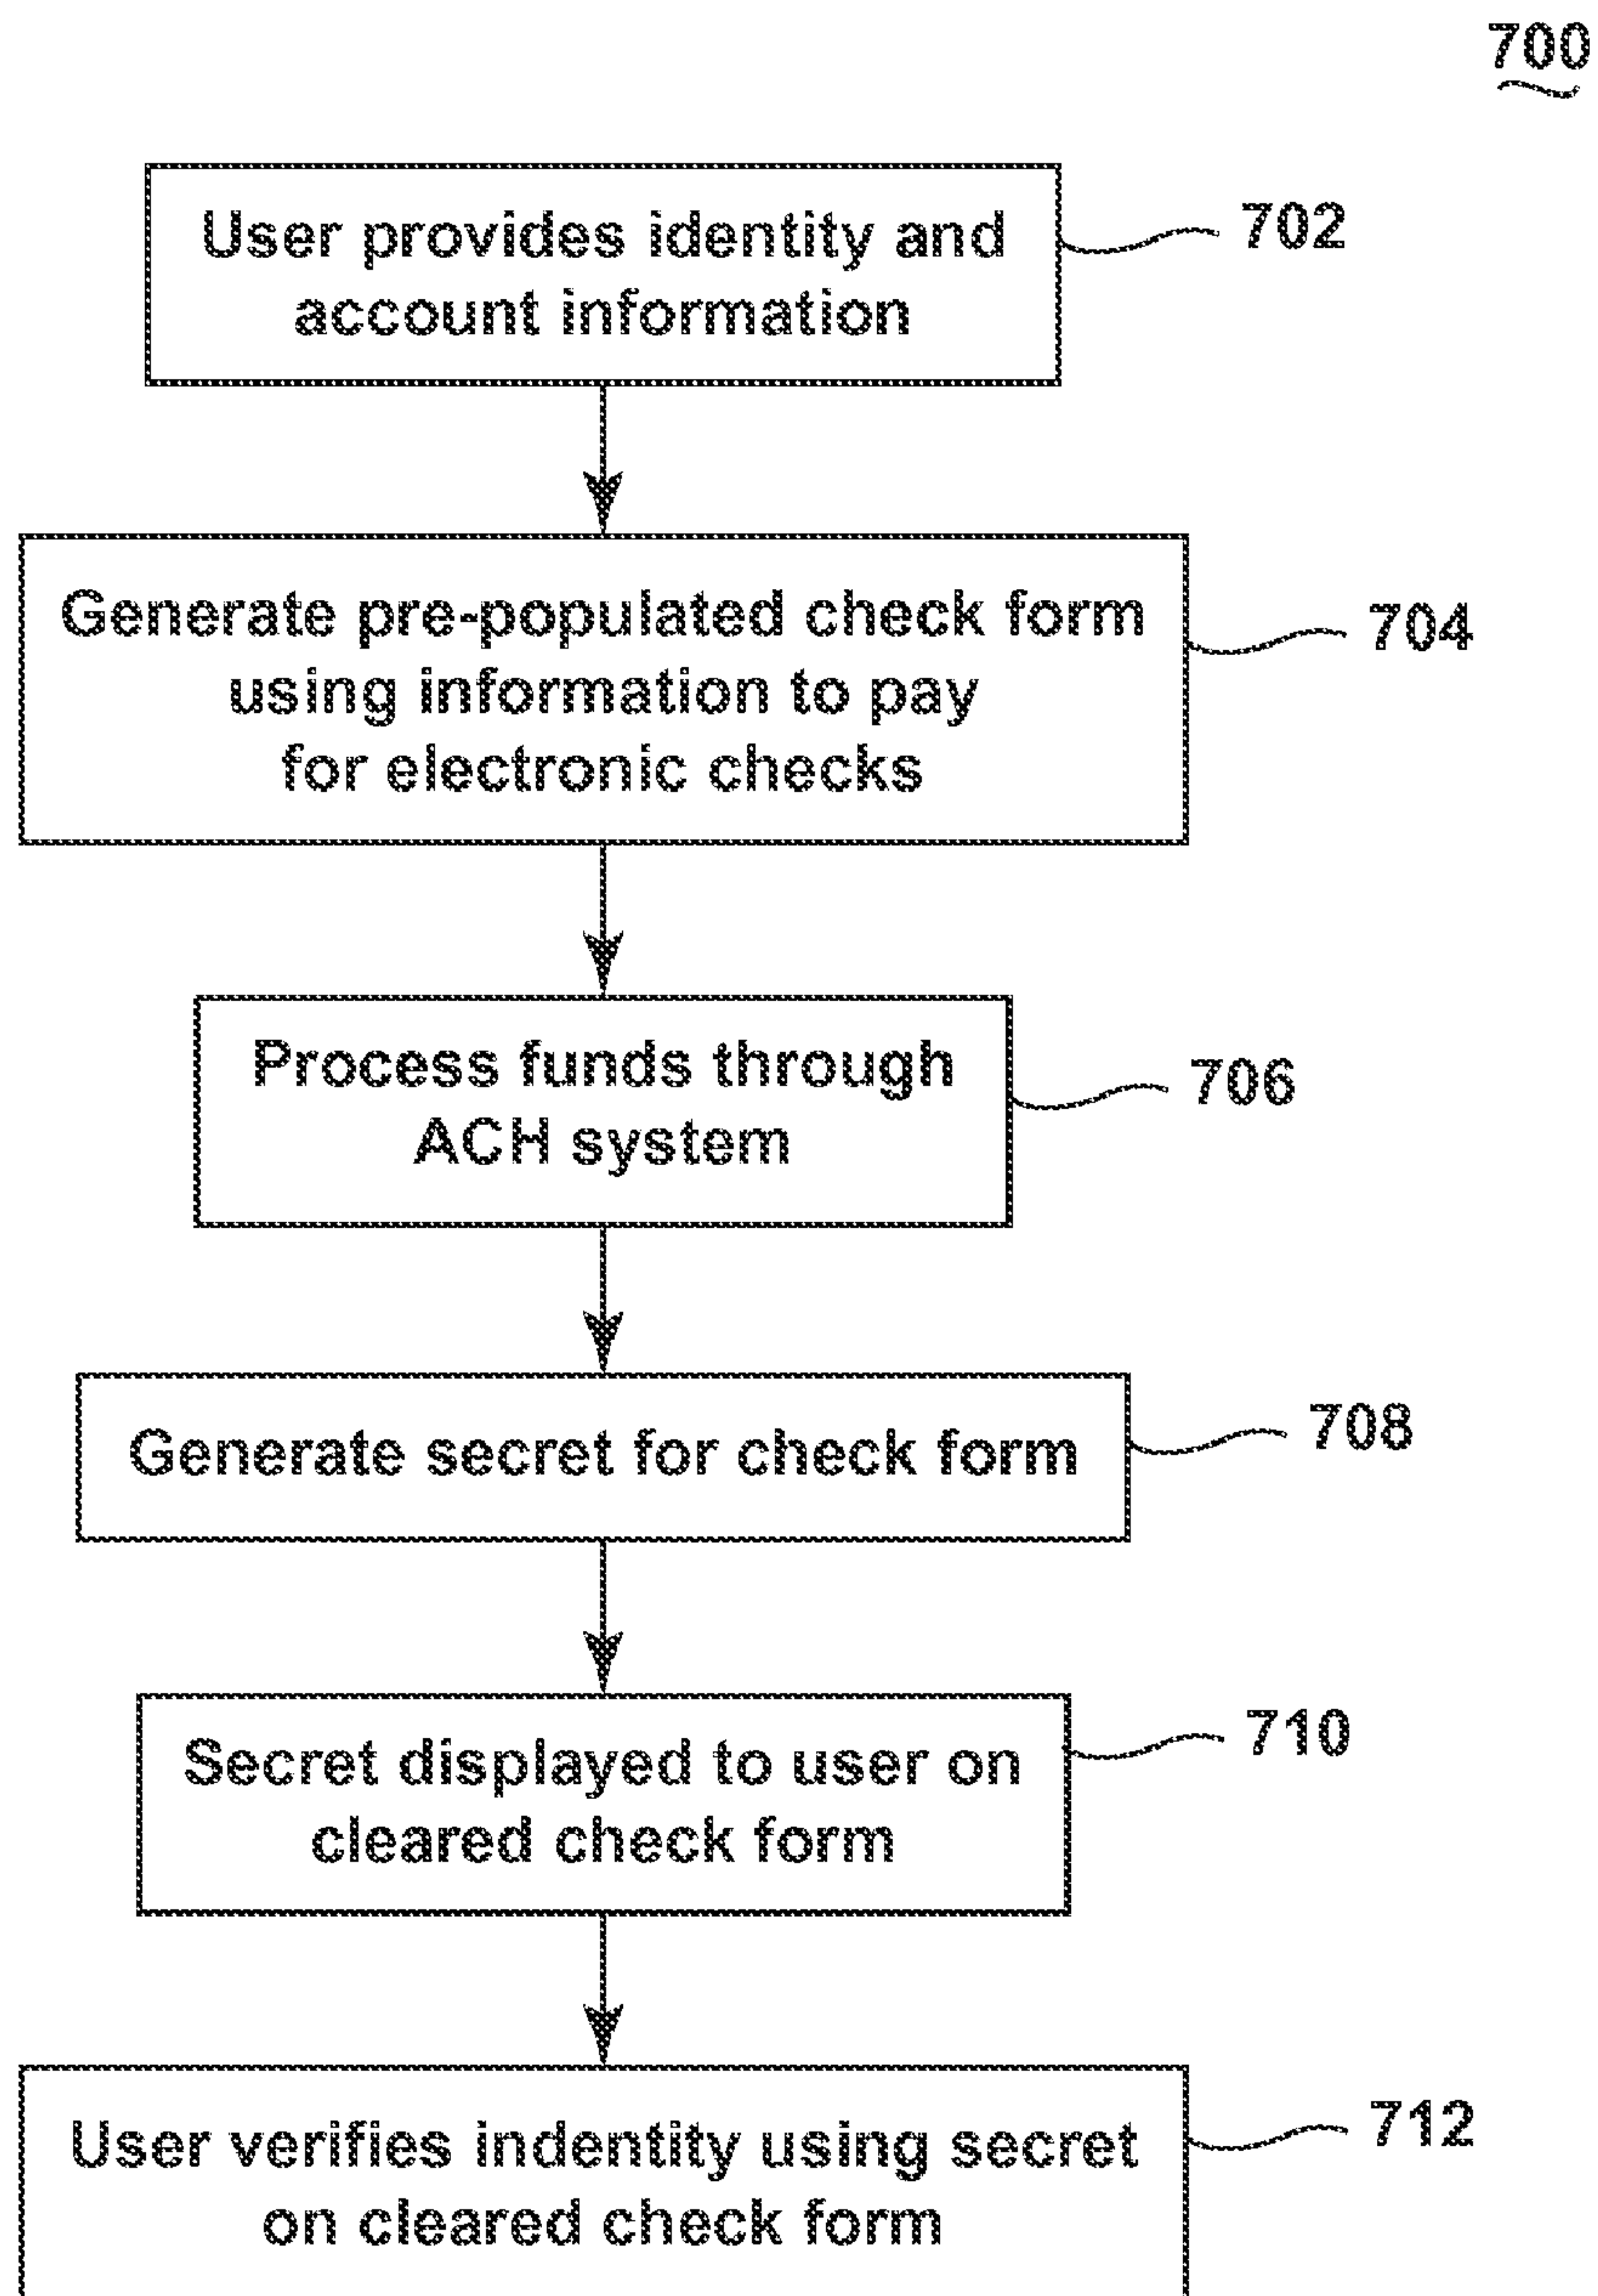 700
User provides identity and
account information
702
Generate pre-populated check form
using information to pay
for electronic checks
704
Process funds through
ACH system
706
Generate secret for check form
708
Secret displayed to user on
cleared check form
710
User verifies indentity using secret
on cleared check form
712